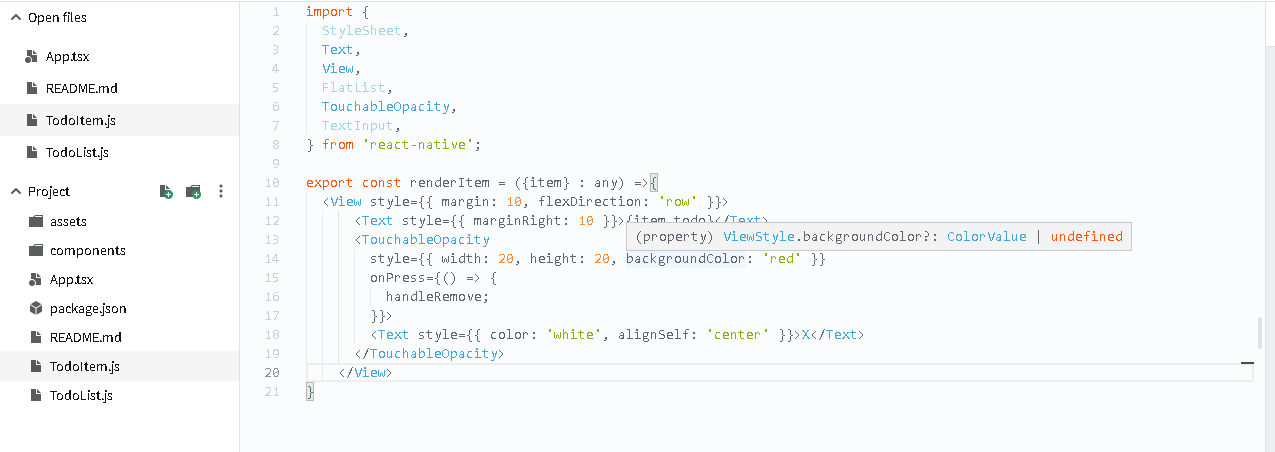 Open files
App.tsx
README.md
TodoItem.js
TodoList.js
Project
assets
components
App.tsx
package.json
README.md
TodoItem.js
TodoList.js
1 import {
2 StyleSheet,
3 Text,
4 View,
5 FlatList,
6 TouchableOpacity,
7 TextInput,
8 } from 'react-native';
9
10 export const renderItem = ({item} : any) =>{
11 <View style={{ margin: 10, flexDirection: 'row' }}>
12 <Text style={{ marginRight: 10 }}>{item.todo}</Text>
(property) ViewStyle.backgroundColor?: ColorValue | undefined
13 <TouchableOpacity
14 style={{ width: 20, height: 20, backgroundColor: 'red' }}
15 onPress={() => {
16 handleRemove;
17 }}>
18 <Text style={{ color: 'white', alignSelf: 'center' }}>X</Text>
19 </TouchableOpacity>
20 </View>
21 }